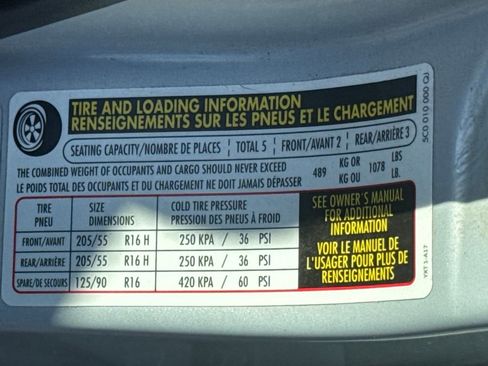 TIRE AND LOADING INFORMATION
RENSEIGNEMENTS SUR LES PNEUS ET LE CHARGEMENT
SEATING CAPACITY/NOMBRE DE PLACES TOTAL 5 FRONT/AVANT 2 REAR/ARRIÈRE 3
THE COMBINED WEIGHT OF OCCUPANTS AND CARGO SHOULD NEVER EXCEED 489 KG OR 1078 LBS
LE POIDS TOTAL DES OCCUPANTS ET DU CHARGEMENT NE DOIT JAMAIS DÉPASSER KG OU LB.
TIRE SIZE COLD TIRE PRESSURE
PNEU DIMENSIONS PRESSION DES PNEUS À FROID
FRONT/AVANT 205/55 R16 H 250 KPA / 36 PSI
REAR/ARRIÈRE 205/55 R16 H 250 KPA / 36 PSI
SPARE/DE SECOURS 125/90 R16 420 KPA / 60 PSI
SEE OWNER'S MANUAL
FOR ADDITIONAL
INFORMATION
VOIR LE MANUEL DE
L'USAGER POUR PLUS DE
RENSEIGNEMENTS
5C0 010 000 QJ